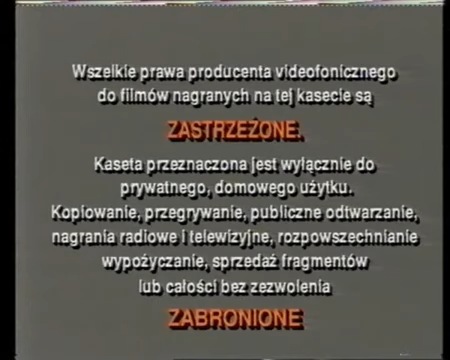 Wszelkie prawa producenta videofonicznego
do filmów nagranych na tej kasecie są
ZASTRZEŻONE.
Kaseta przeznaczona jest wyłącznie do
prywatnego, domowego użytku.
Kopiowanie, przegrywanie, publiczne odtwarzanie,
nagrania radiowe i telewizyjne, rozpowszechnianie
wypożyczanie, sprzedaż fragmentów
lub całości bez zezwolenia
ZABRONIONE